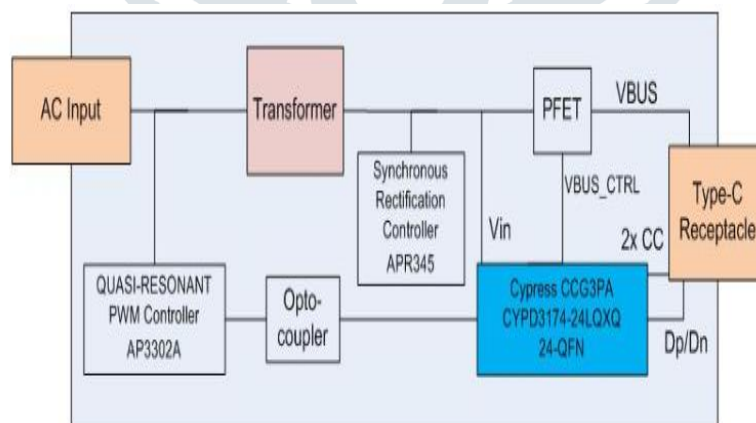 AC Input
Transformer
PFET
VBUS
Synchronous
Rectification
Controller
APR345
VBUS_CTRL
Vin
2x CC
Type-C
Receptacle
QUASI-RESONANT
PWM Controller
AP3302A
Opto-
coupler
Cypress CCG3PA
CYPD3174-24LQXQ
24-QFN
Dp/Dn